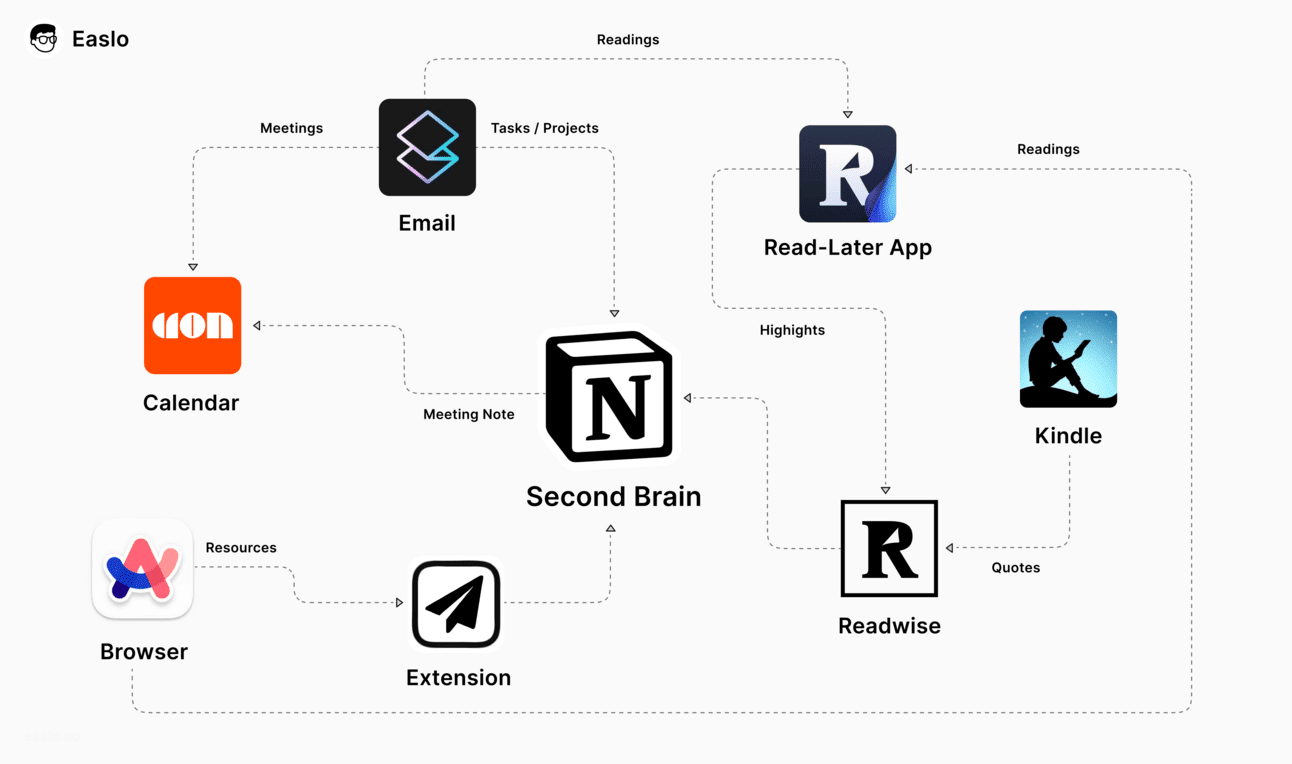 Easlo
Readings
Meetings
Tasks / Projects
Readings
Email
Read-Later App
Highights
cron
Calendar
Meeting Note
N
Kindle
Second Brain
Resources
R
R
Quotes
Readwise
Browser
Extension